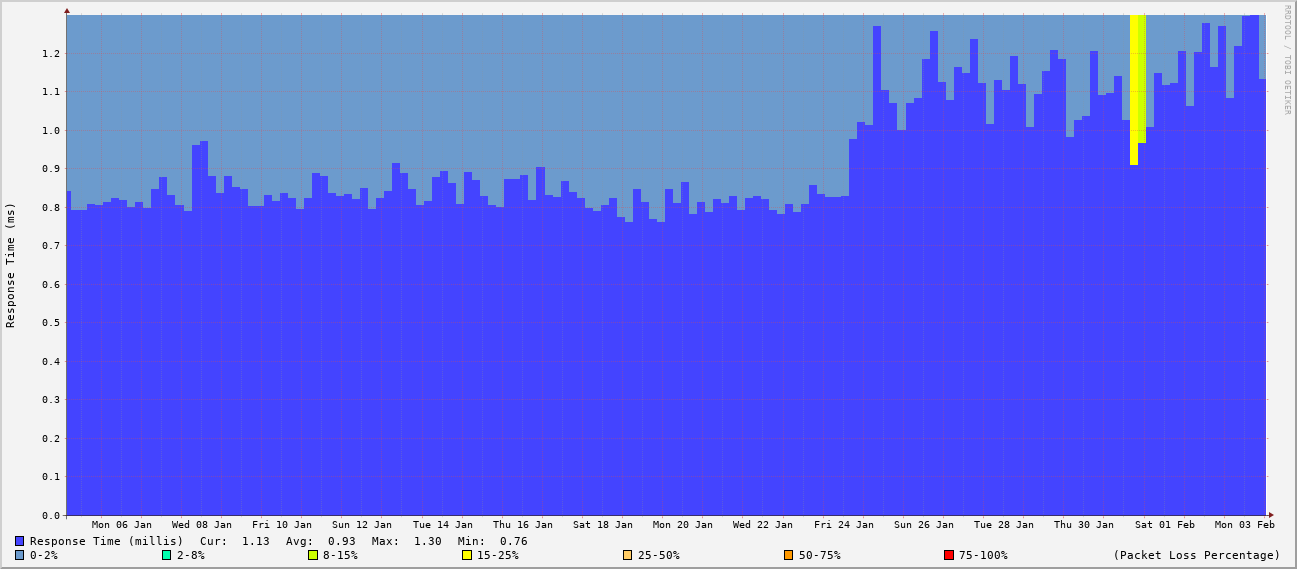 RRDTOOL / TOBI OETIKER
Response Time (ms)
1.2
1.1
1.0
0.9
0.8
0.7
0.6
0.5
0.4
0.3
0.2
0.1
0.0
Mon 06 Jan Wed 08 Jan Fri 10 Jan Sun 12 Jan Tue 14 Jan Thu 16 Jan Sat 18 Jan Mon 20 Jan Wed 22 Jan Fri 24 Jan Sun 26 Jan Tue 28 Jan Thu 30 Jan Sat 01 Feb Mon 03 Feb
Response Time (millis) Cur: 1.13 Avg: 0.93 Max: 1.30 Min: 0.76
0-2% 2-8% 8-15% 15-25% 25-50% 50-75% 75-100% (Packet Loss Percentage)